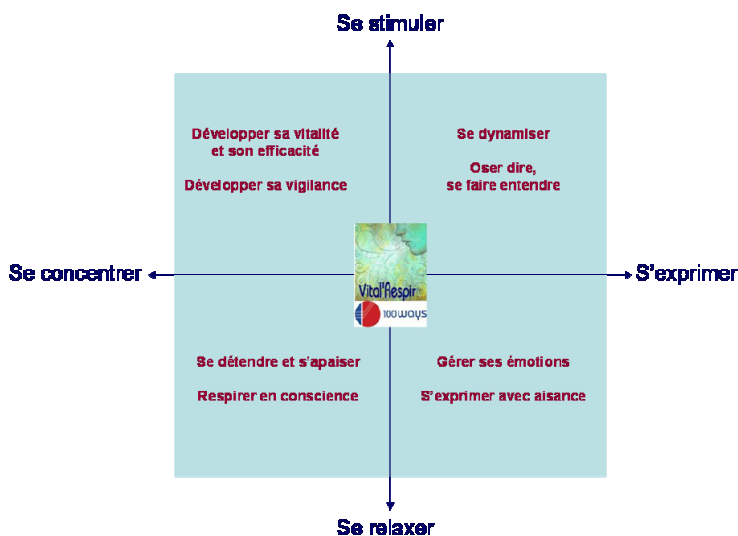 Se stimuler
Développer sa vitalité
et son efficacité
Développer sa vigilance
Se dynamiser
Oser dire,
se faire entendre
Se concentrer
S'exprimer
Vital'Respir
100ways
Se détendre et s'apaiser
Respirer en conscience
Gérer ses émotions
S'exprimer avec aisance
Se relaxer